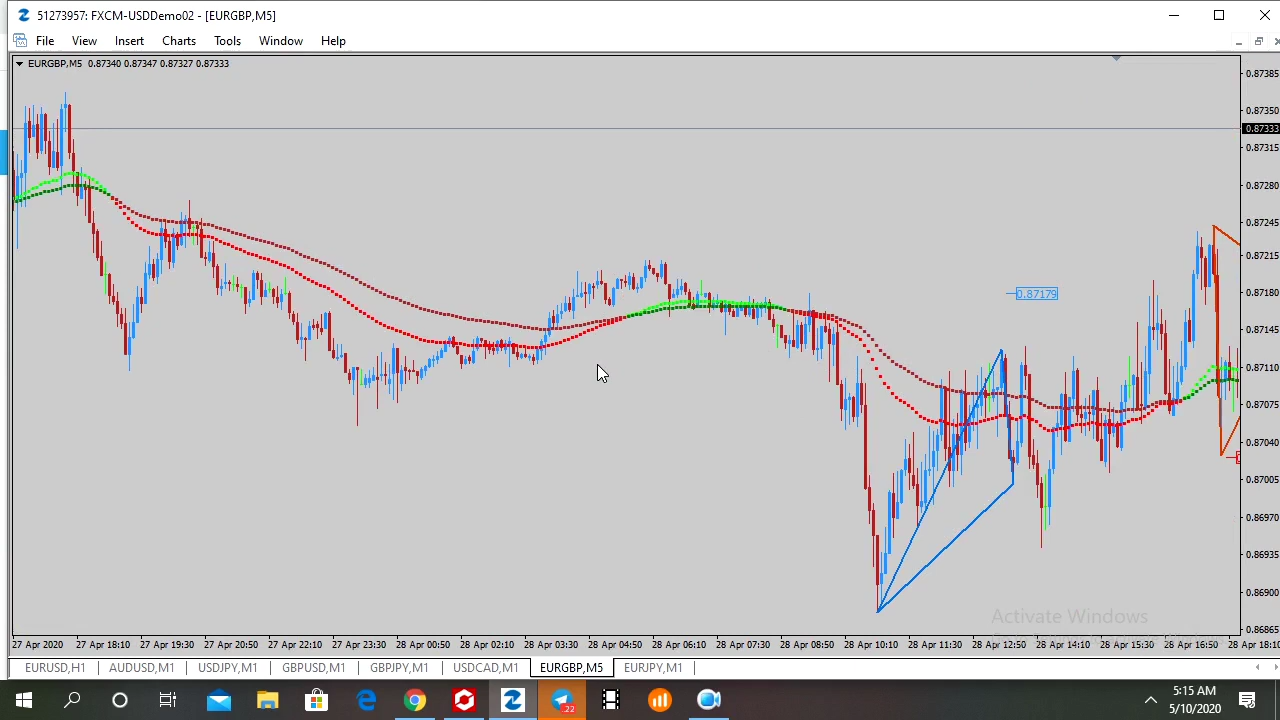 51273957: FXCM-USDDemo02 - [EURGBP,M5]
File View Insert Charts Tools Window Help
EURGBP,M5 0.87340 0.87347 0.87327 0.87333
0.87385
0.87350
0.87333
0.87315
0.87280
0.87245
0.87215
0.87180
0.87179
0.87145
0.87110
0.87075
0.87040
0.87005
0.86970
0.86935
0.86900
0.86865
Activate Windows
27 Apr 2020 27 Apr 18:10 27 Apr 19:30 27 Apr 20:50 27 Apr 22:10 27 Apr 23:30 28 Apr 00:50 28 Apr 02:10 28 Apr 03:30 28 Apr 04:50 28 Apr 06:10 28 Apr 07:30 28 Apr 08:50 28 Apr 10:10 28 Apr 11:30 28 Apr 12:50 28 Apr 14:10 28 Apr 15:30 28 Apr 16:50 28 Apr 18:10
EURUSD,H1 AUDUSD,M1 USDJPY,M1 GBPUSD,M1 GBPJPY,M1 USDCAD,M1 EURGBP,M5 EURJPY,M1
22
5:15 AM
5/10/2020